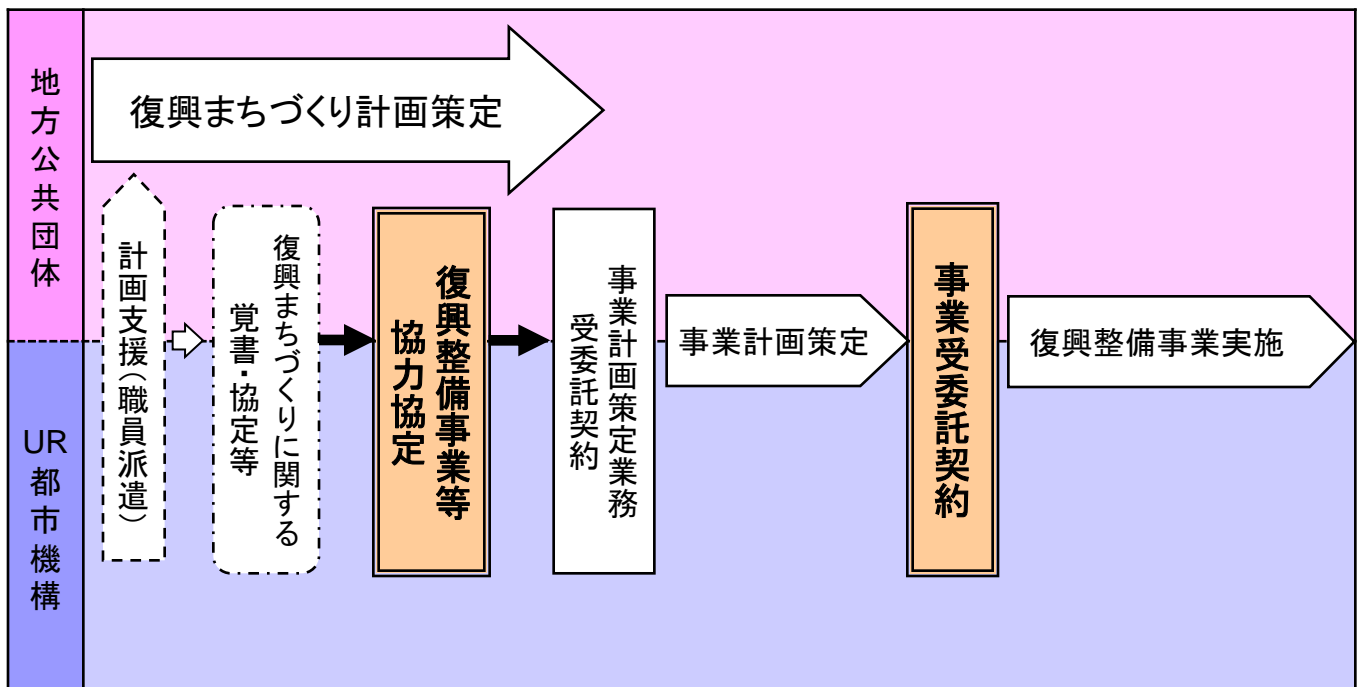 地方公共団体
復興まちづくり計画策定
計画支援（職員派遣）
復興まちづくりに関する
覚書・協定等
復興整備事業等
協力協定
事業計画策定業務
受委託契約
事業計画策定
事業受委託契約
復興整備事業実施
UR都市機構